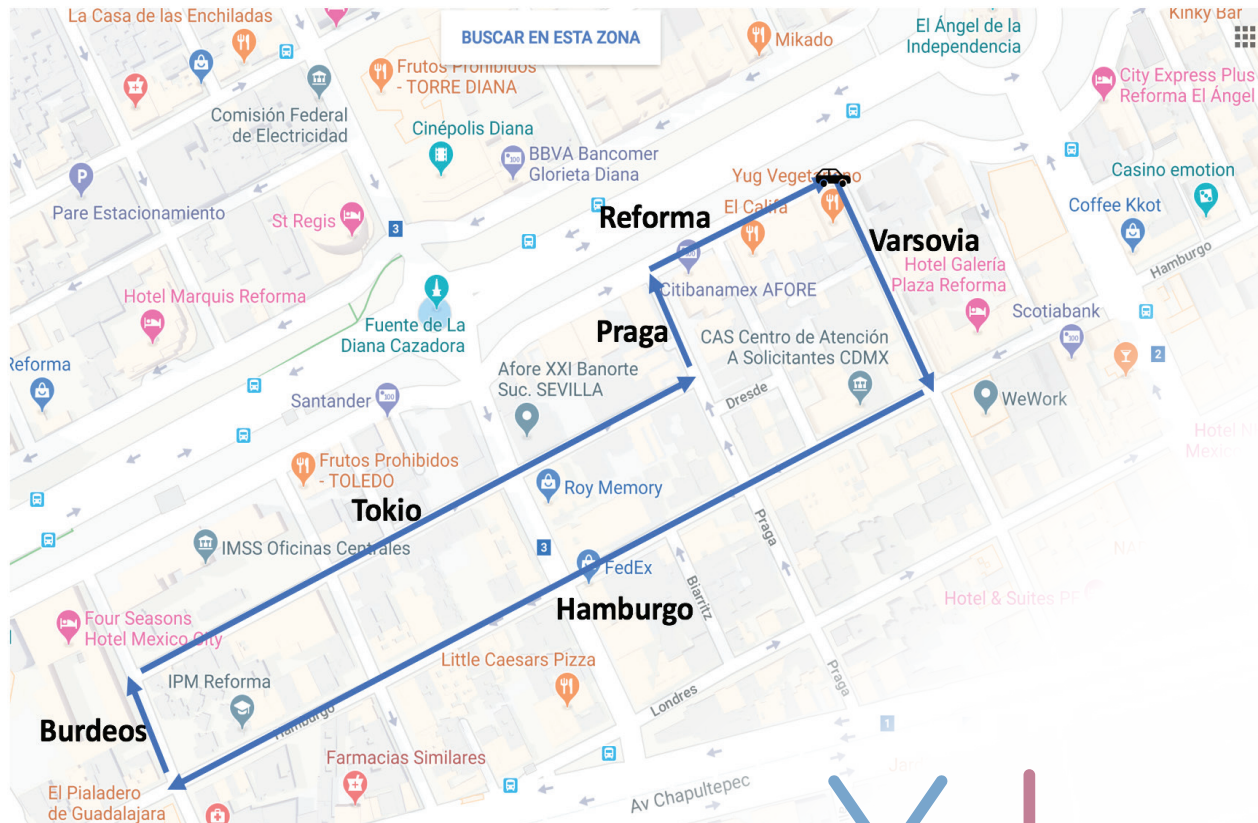 La Casa de las Enchiladas
BUSCAR EN ESTA ZONA
Mikado
El Ángel de la
Independencia
Kinky Bar
Frutos Prohibidos
- TORRE DIANA
City Express Plus
Reforma El Ángel
Comisión Federal
de Electricidad
Cinépolis Diana
BBVA Bancomer
Glorieta Diana
Casino emotion
P
Pare Estacionamiento
St Regis
3
Yug
El Califa
Reforma
Varsovia
Coffee Kkot
Hamburgo
Hotel Galería
Plaza Reforma
Hotel Marquis Reforma
Citibanamex AFORE
Scotiabank
Fuente de La
Diana Cazadora
Praga
CAS Centro de Atención
A Solicitantes CDMX
2
Reforma
Afore XXI Banorte
Suc. SEVILLA
Dresde
Santander
WeWork
Hotel
Frutos Prohibidos
- TOLEDO
Roy Memory
Tokio
Praga
IMSS Oficinas Centrales
3
FedEx
Biarritz
Hamburgo
Hotel & Suites
Four Seasons
Hotel Mexico City
Little Caesars Pizza
Praga
IPM Reforma
Londres
Hamburgo
Burdeos
1
Farmacias Similares
Av Chapultepec
El Pialadero
de Guadalajara